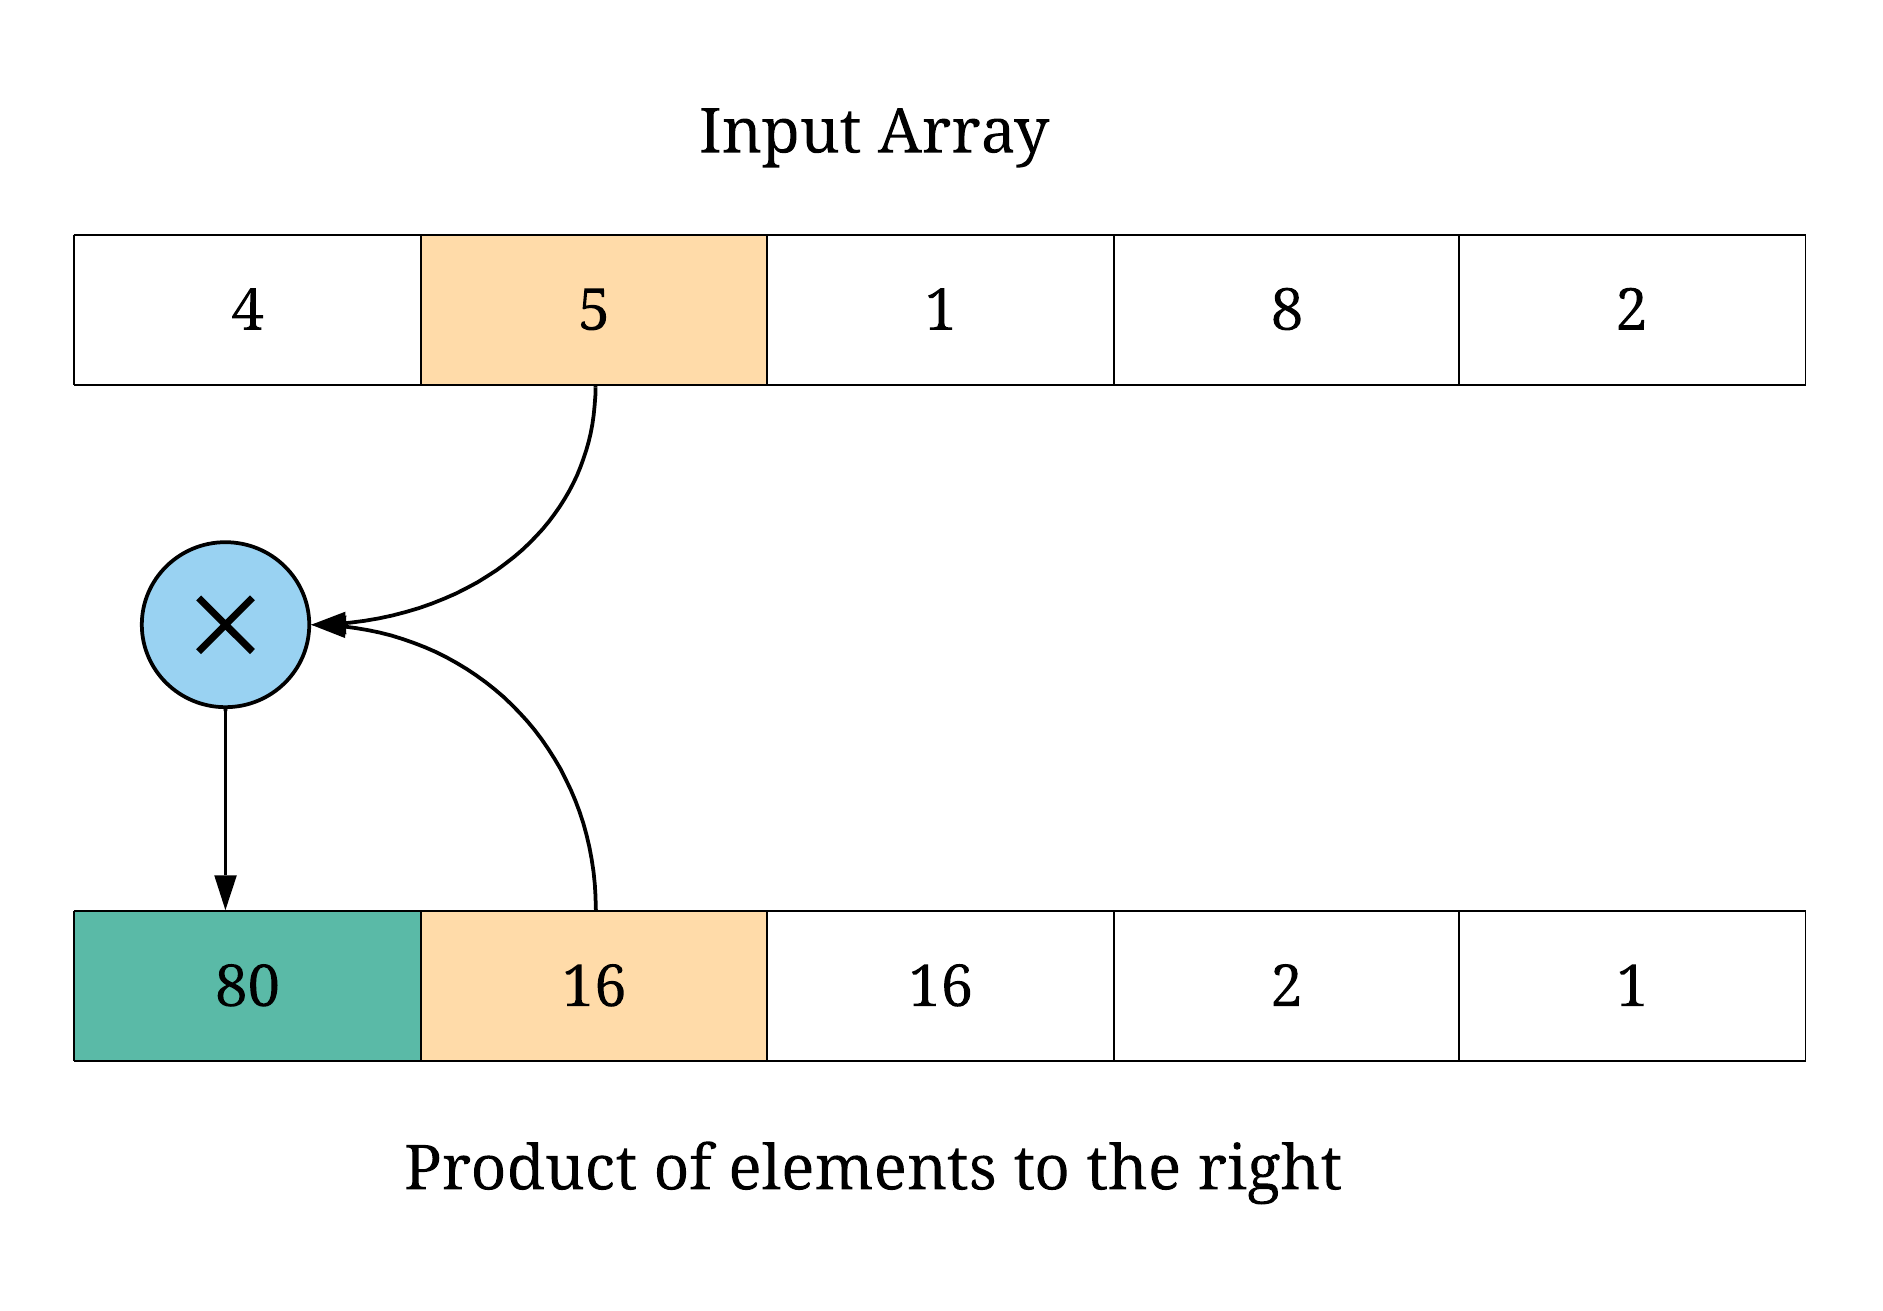 Input Array
4 5 1 8 2
×
80 16 16 2 1
Product of elements to the right